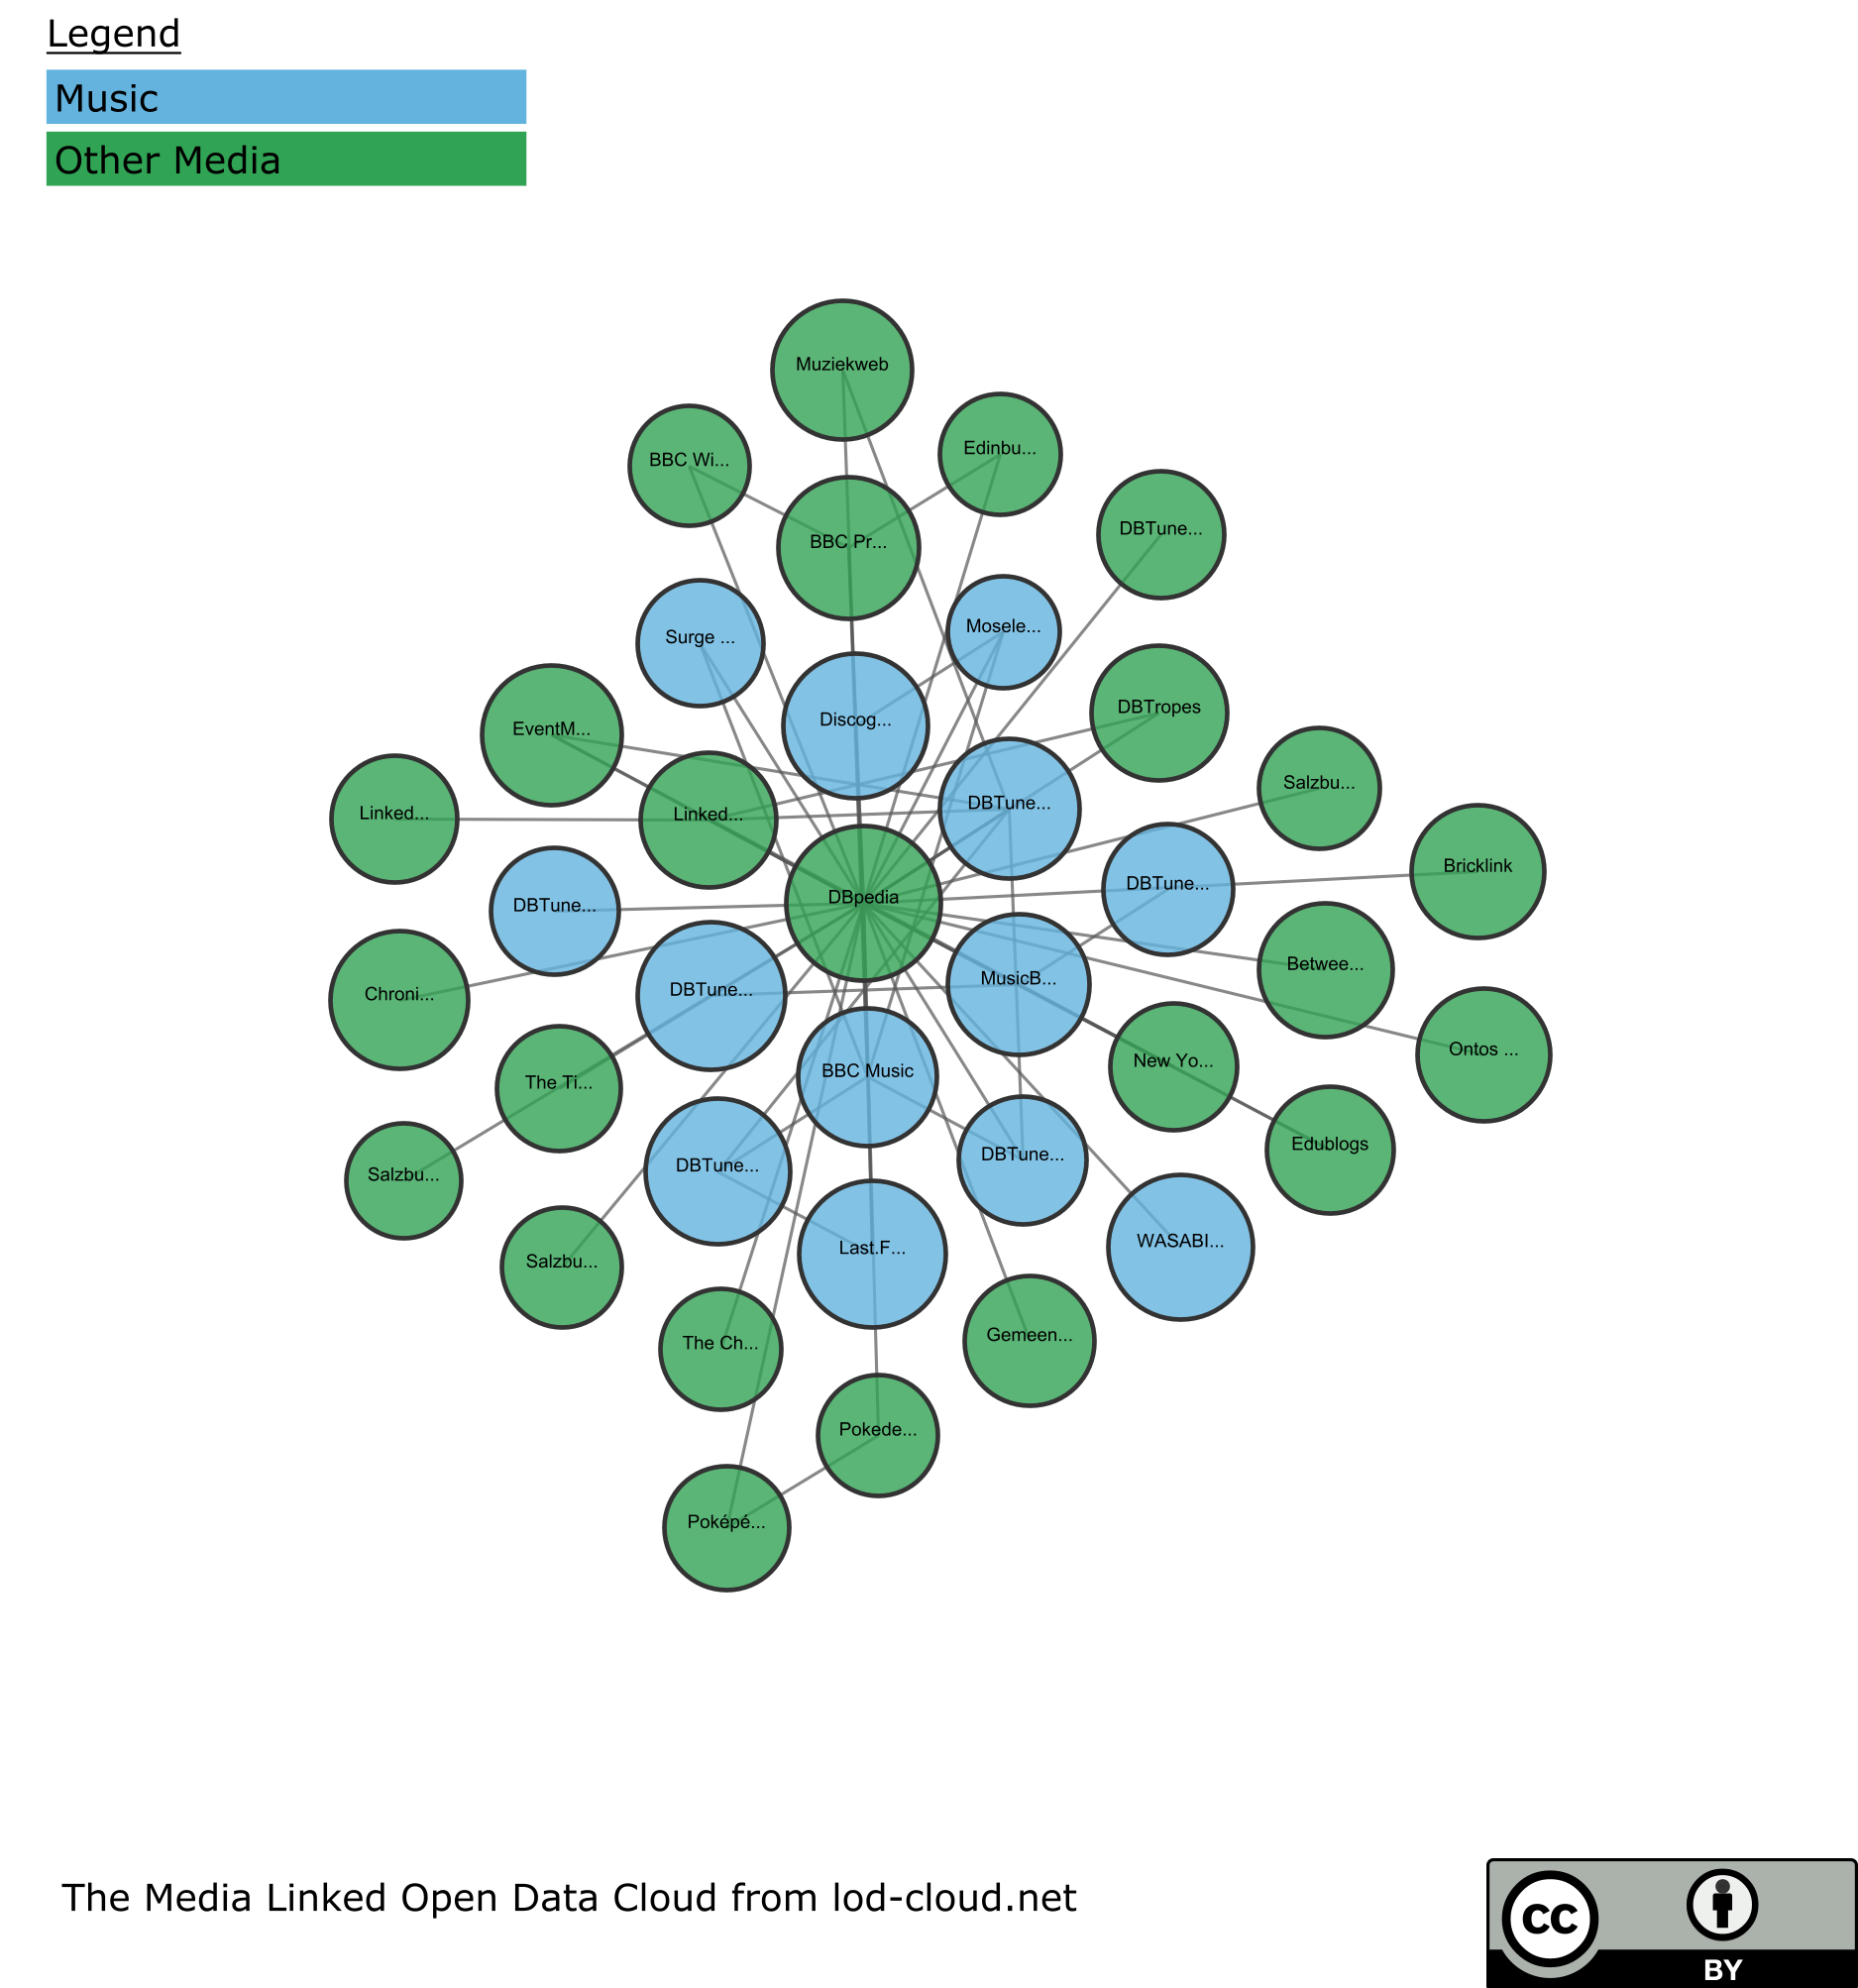 Legend
Music
Other Media
Muziekweb
Edinbu...
BBC Wi...
DBTune...
BBC Pr...
Mosele...
Surge ...
DBTropes
Discog...
EventM...
Salzbu...
DBTune...
Linked...
Linked...
Bricklink
DBTune...
DBpedia
DBTune...
Betwee...
MusicB...
DBTune...
Chroni...
Ontos ...
New Yo...
BBC Music
The Ti...
Edublogs
DBTune...
DBTune...
Salzbu...
WASABI...
Last.F...
Salzbu...
Gemeen...
The Ch...
Pokede...
Poképé...
The Media Linked Open Data Cloud from lod-cloud.net
cc
BY